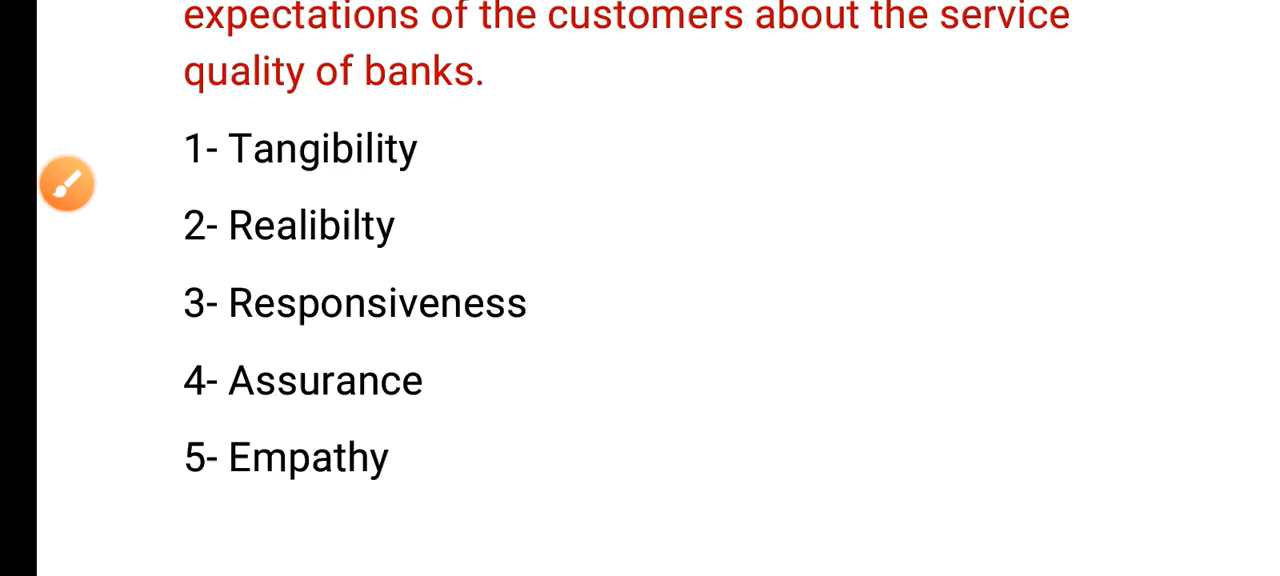 expectations of the customers about the service
quality of banks.
1- Tangibility
2- Realibilty
3- Responsiveness
4- Assurance
5- Empathy